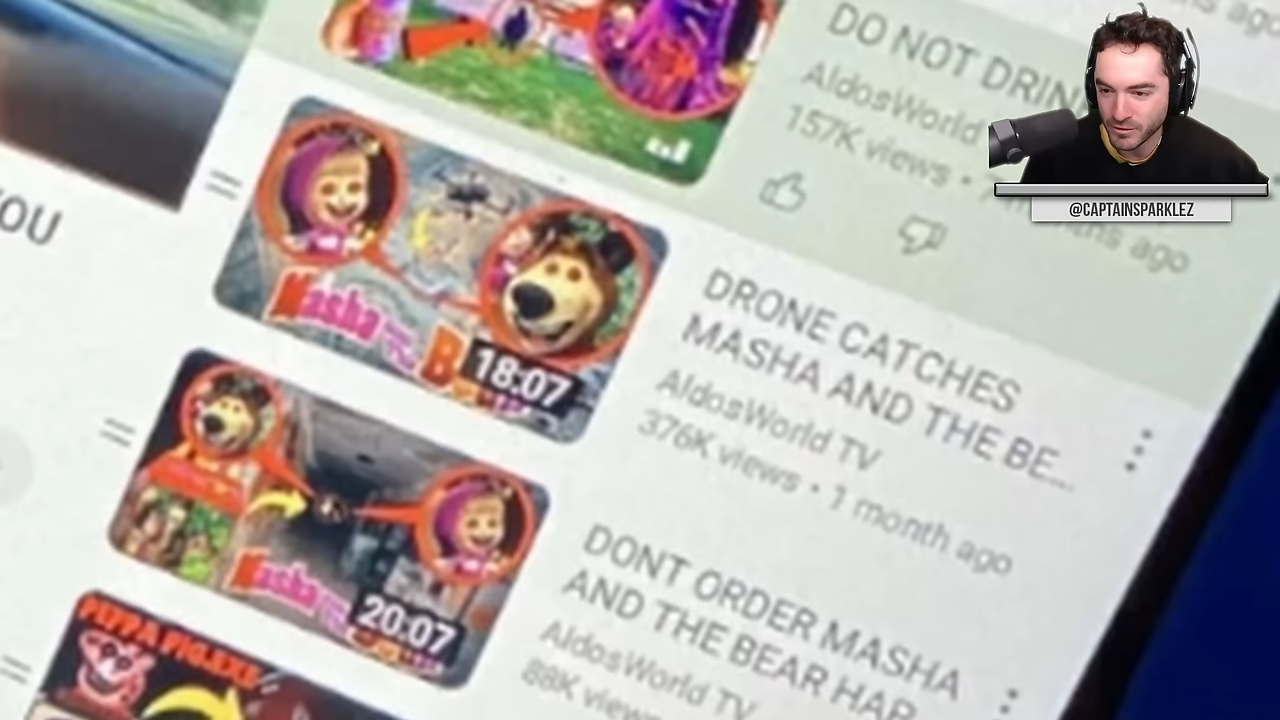 DO NOT DRIN
AldosWorld
157K views •
ago
@CAPTAINSPARKLEZ
YOU
DRONE CATCHES
MASHA AND THE BE...
AldosWorld TV
376K views • 1 month ago
Masha
18:07
DONT ORDER MASHA
AND THE BEAR HAP
AldosWorld TV
88K views
Masha
20:07
PEPPA PIG.EXE